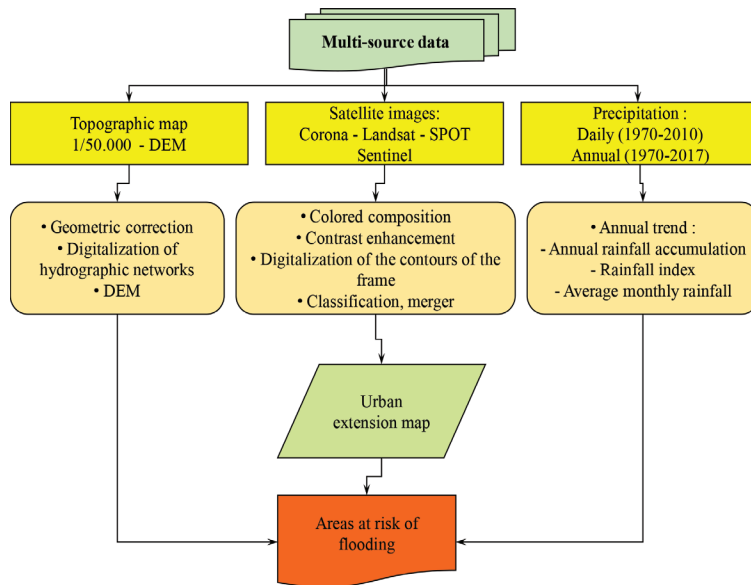 Multi-source data
Topographic map
1/50.000 - DEM
Satellite images:
Corona - Landsat - SPOT
Sentinel
Precipitation :
Daily (1970-2010)
Annual (1970-2017)
• Geometric correction
• Digitalization of
hydrographic networks
• DEM
• Colored composition
• Contrast enhancement
• Digitalization of the contours of the
frame
• Classification, merger
• Annual trend :
- Annual rainfall accumulation
- Rainfall index
- Average monthly rainfall
Urban
extension map
Areas at risk of
flooding